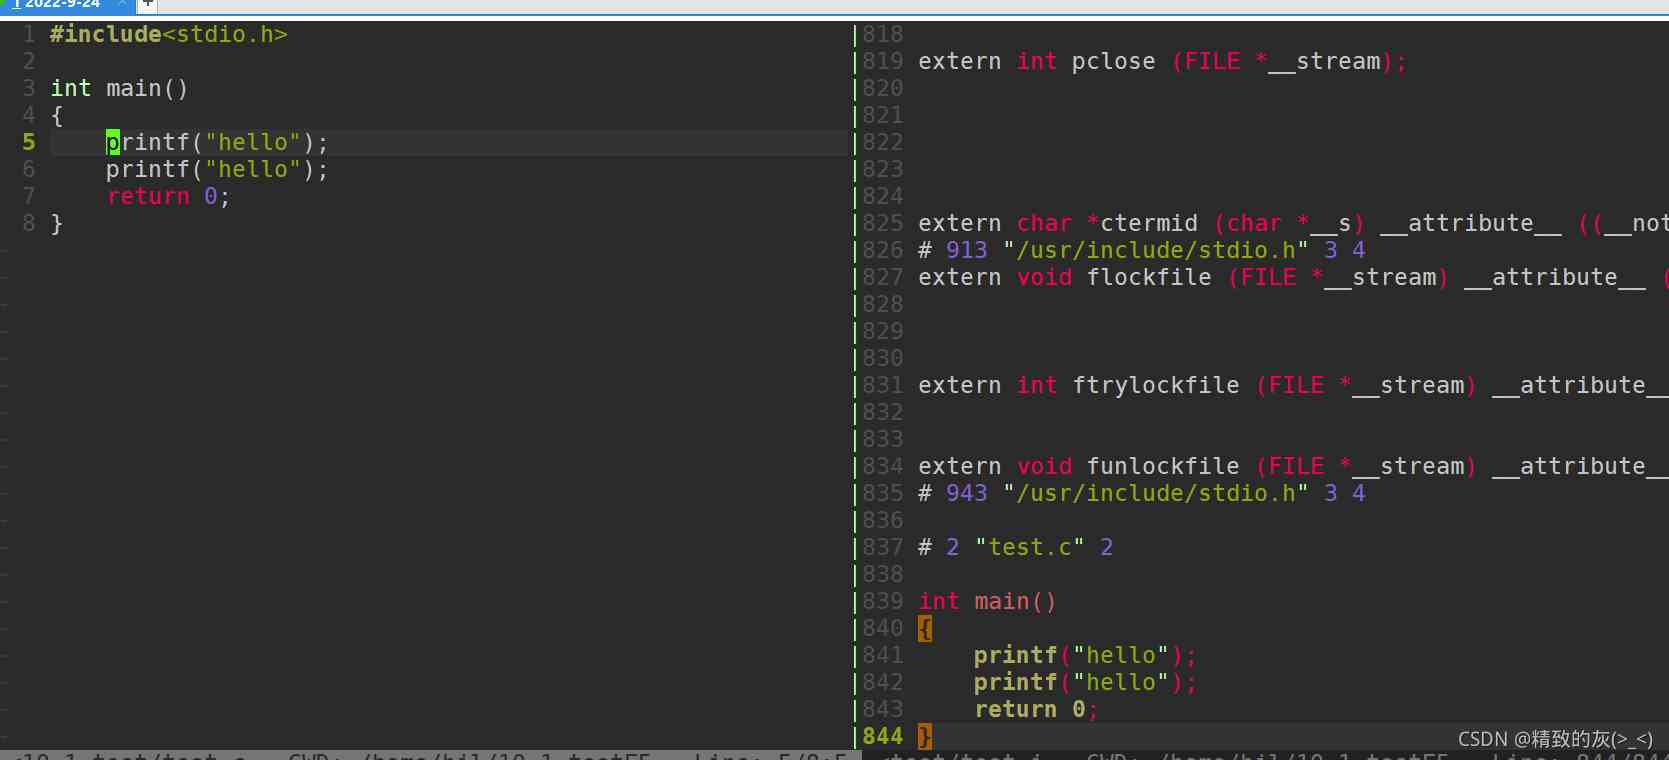 1 2022-9-24 × +
1 #include<stdio.h>
2
3 int main()
4 {
5     printf("hello");
6     printf("hello");
7     return 0;
8 }
818
819 extern int pclose (FILE *__stream);
820
821
822
823
824
825 extern char *ctermid (char *__s) __attribute__ ((__not
826 # 913 "/usr/include/stdio.h" 3 4
827 extern void flockfile (FILE *__stream) __attribute__ (
828
829
830
831 extern int ftrylockfile (FILE *__stream) __attribute__
832
833
834 extern void funlockfile (FILE *__stream) __attribute__
835 # 943 "/usr/include/stdio.h" 3 4
836
837 # 2 "test.c" 2
838
839 int main()
840 {
841     printf("hello");
842     printf("hello");
843     return 0;
844 }
CSDN @精致的灰(>_<)